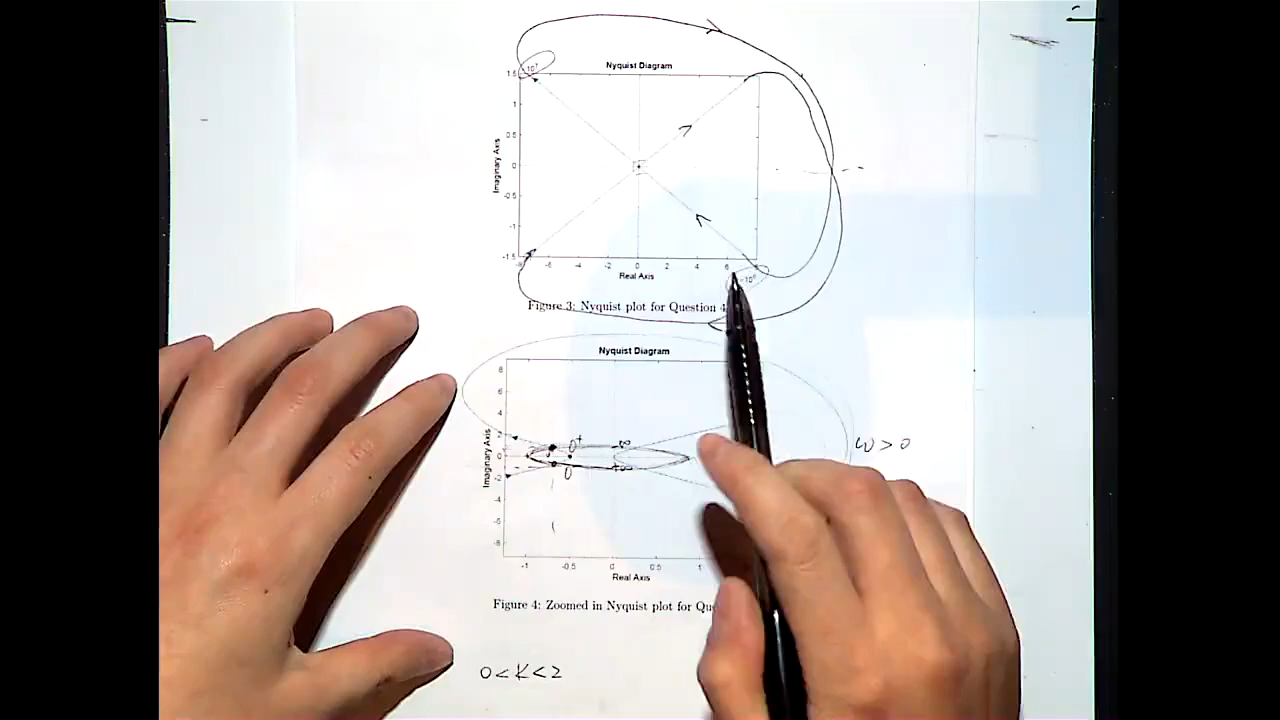 Nyquist Diagram
1.5
1
0.5
0
-0.5
-1
-1.5
Imaginary Axis
-8 -6 -4 -2 0 2 4 6
Real Axis
Figure 3: Nyquist plot for Question 4
Nyquist Diagram
8
6
4
2
0
-2
-4
-6
-8
Imaginary Axis
0+
-∞
0-
+∞
ω > 0
-1 -0.5 0 0.5 1
Real Axis
Figure 4: Zoomed in Nyquist plot for
0 < K < 2